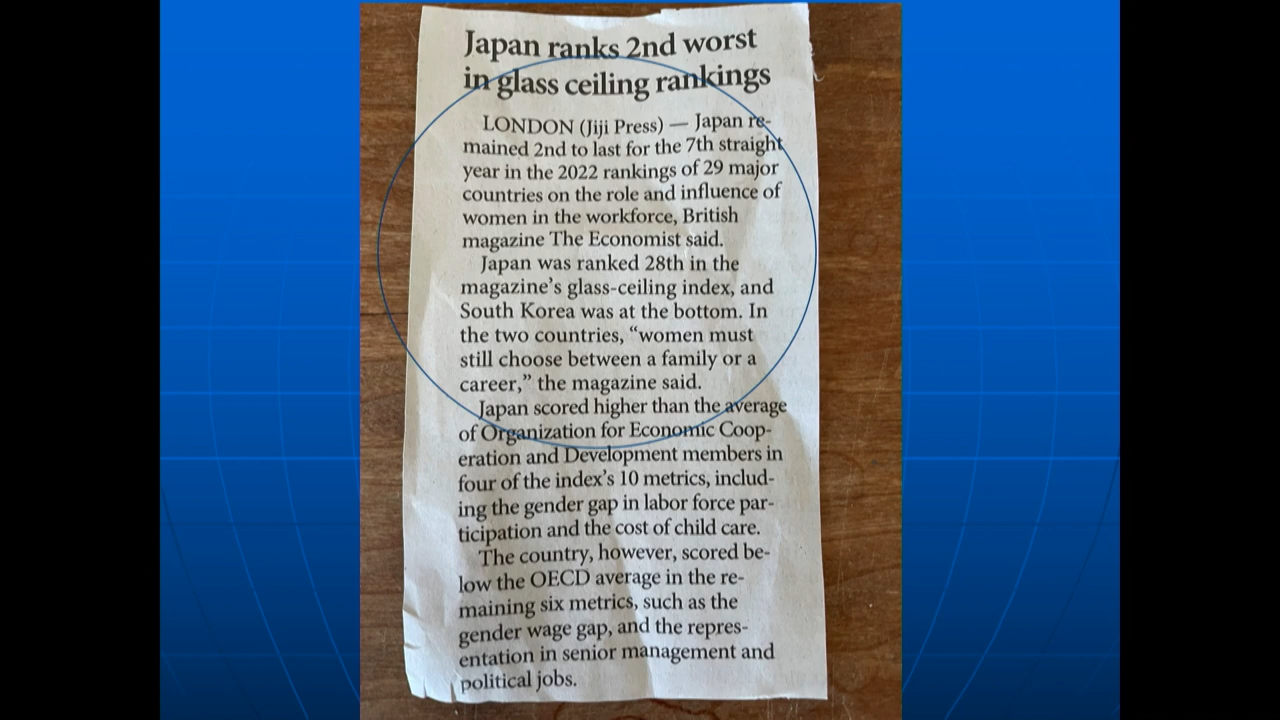 Japan ranks 2nd worst
in glass ceiling rankings
LONDON (Jiji Press) — Japan re-
mained 2nd to last for the 7th straight
year in the 2022 rankings of 29 major
countries on the role and influence of
women in the workforce, British
magazine The Economist said.
Japan was ranked 28th in the
magazine's glass-ceiling index, and
South Korea was at the bottom. In
the two countries, “women must
still choose between a family or a
career,” the magazine said.
Japan scored higher than the average
of Organization for Economic Coop-
eration and Development members in
four of the index's 10 metrics, includ-
ing the gender gap in labor force par-
ticipation and the cost of child care.
The country, however, scored be-
low the OECD average in the re-
maining six metrics, such as the
gender wage gap, and the repres-
entation in senior management and
political jobs.